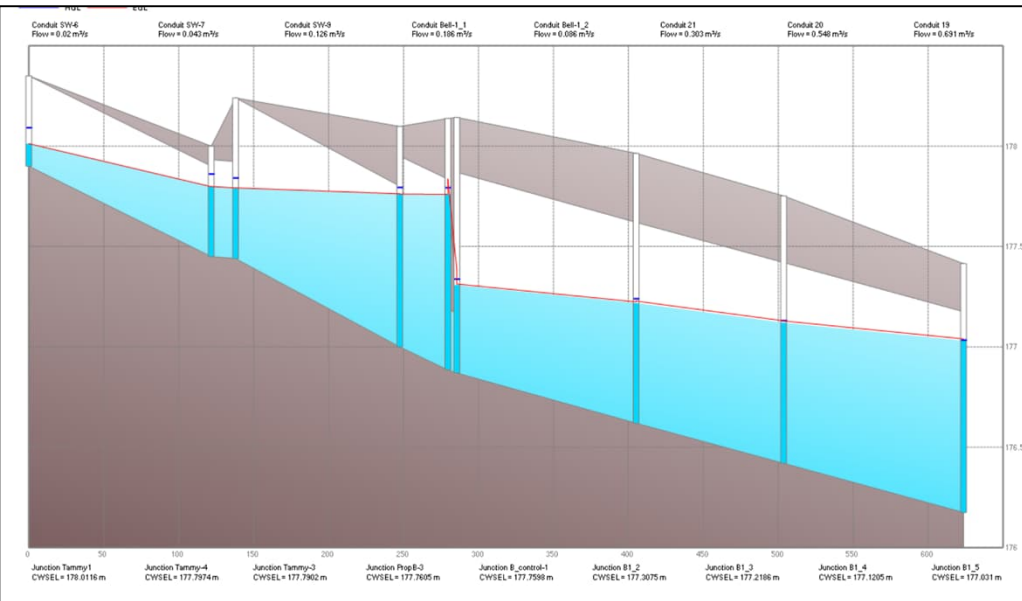 HGL EGL
Conduit SW-6 Conduit SW-7 Conduit SW-9 Conduit Bell-1_1 Conduit Bell-1_2 Conduit 21 Conduit 20 Conduit 19
Flow = 0.02 m³/s Flow = 0.043 m³/s Flow = 0.126 m³/s Flow = 0.186 m³/s Flow = 0.086 m³/s Flow = 0.303 m³/s Flow = 0.548 m³/s Flow = 0.691 m³/s
178
177.5
177
176.5
176
0 50 100 150 200 250 300 350 400 450 500 550 600
Junction Tammy1 Junction Tammy-4 Junction Tammy-3 Junction PropB-3 Junction B_control-1 Junction B1_2 Junction B1_3 Junction B1_4 Junction B1_5
CWSEL = 178.0116m CWSEL = 177.7974 m CWSEL = 177.7902 m CWSEL = 177.7605 m CWSEL = 177.7598 m CWSEL = 177.3075 m CWSEL = 177.2186 m CWSEL = 177.1205 m CWSEL = 177.031 m